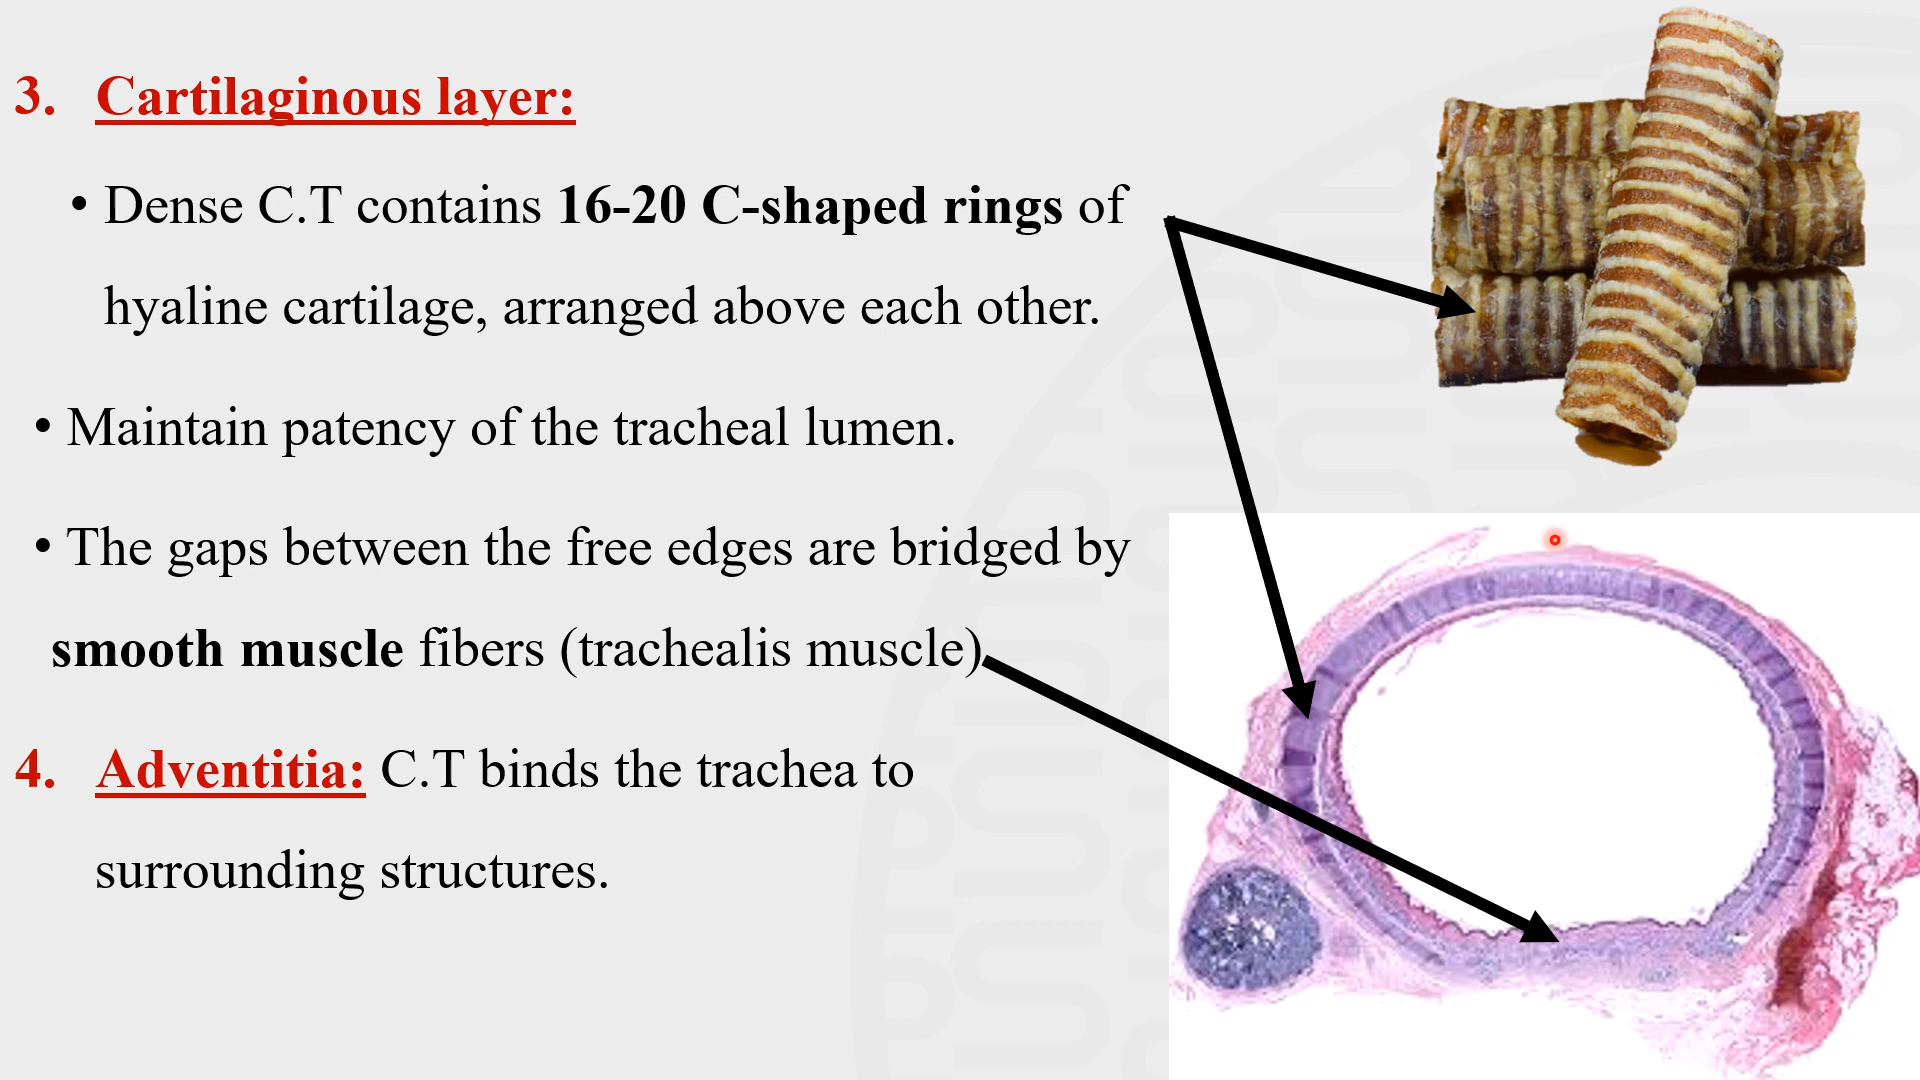 3. Cartilaginous layer:
• Dense C.T contains 16-20 C-shaped rings of
hyaline cartilage, arranged above each other.
• Maintain patency of the tracheal lumen.
• The gaps between the free edges are bridged by
smooth muscle fibers (trachealis muscle)
4. Adventitia: C.T binds the trachea to
surrounding structures.